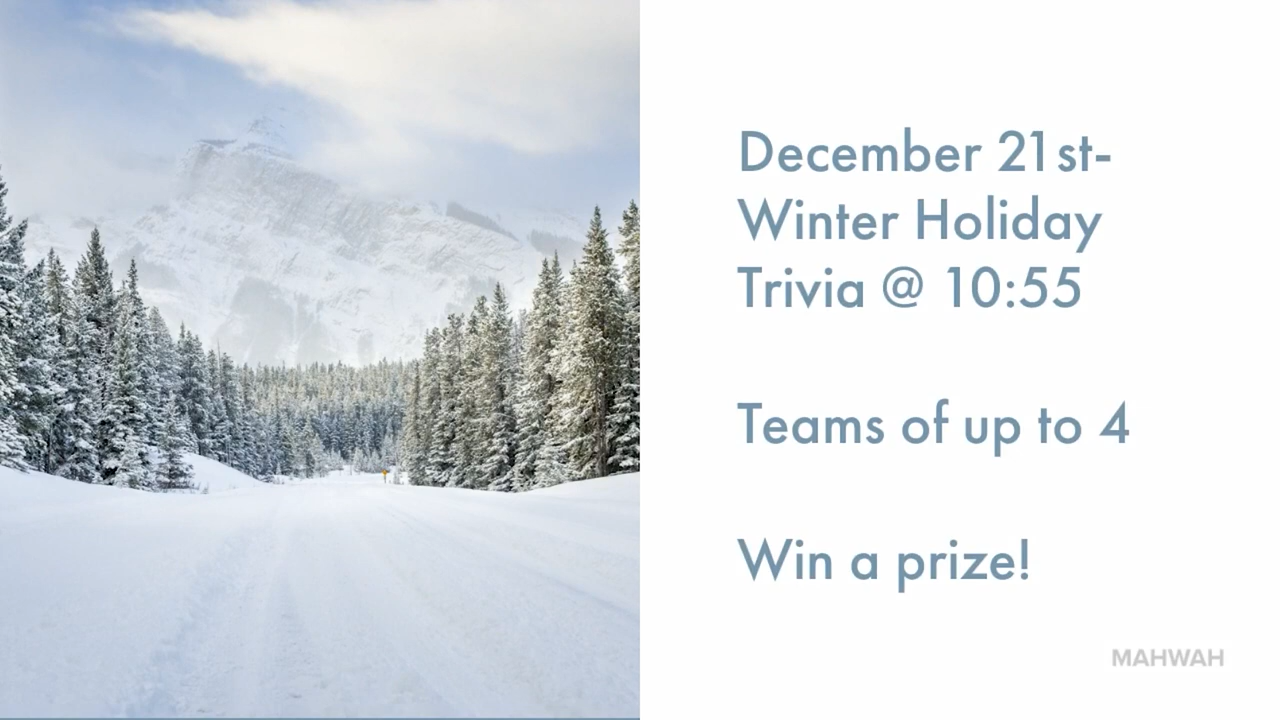 December 21st-
Winter Holiday
Trivia @ 10:55
Teams of up to 4
Win a prize!
MAHWAH